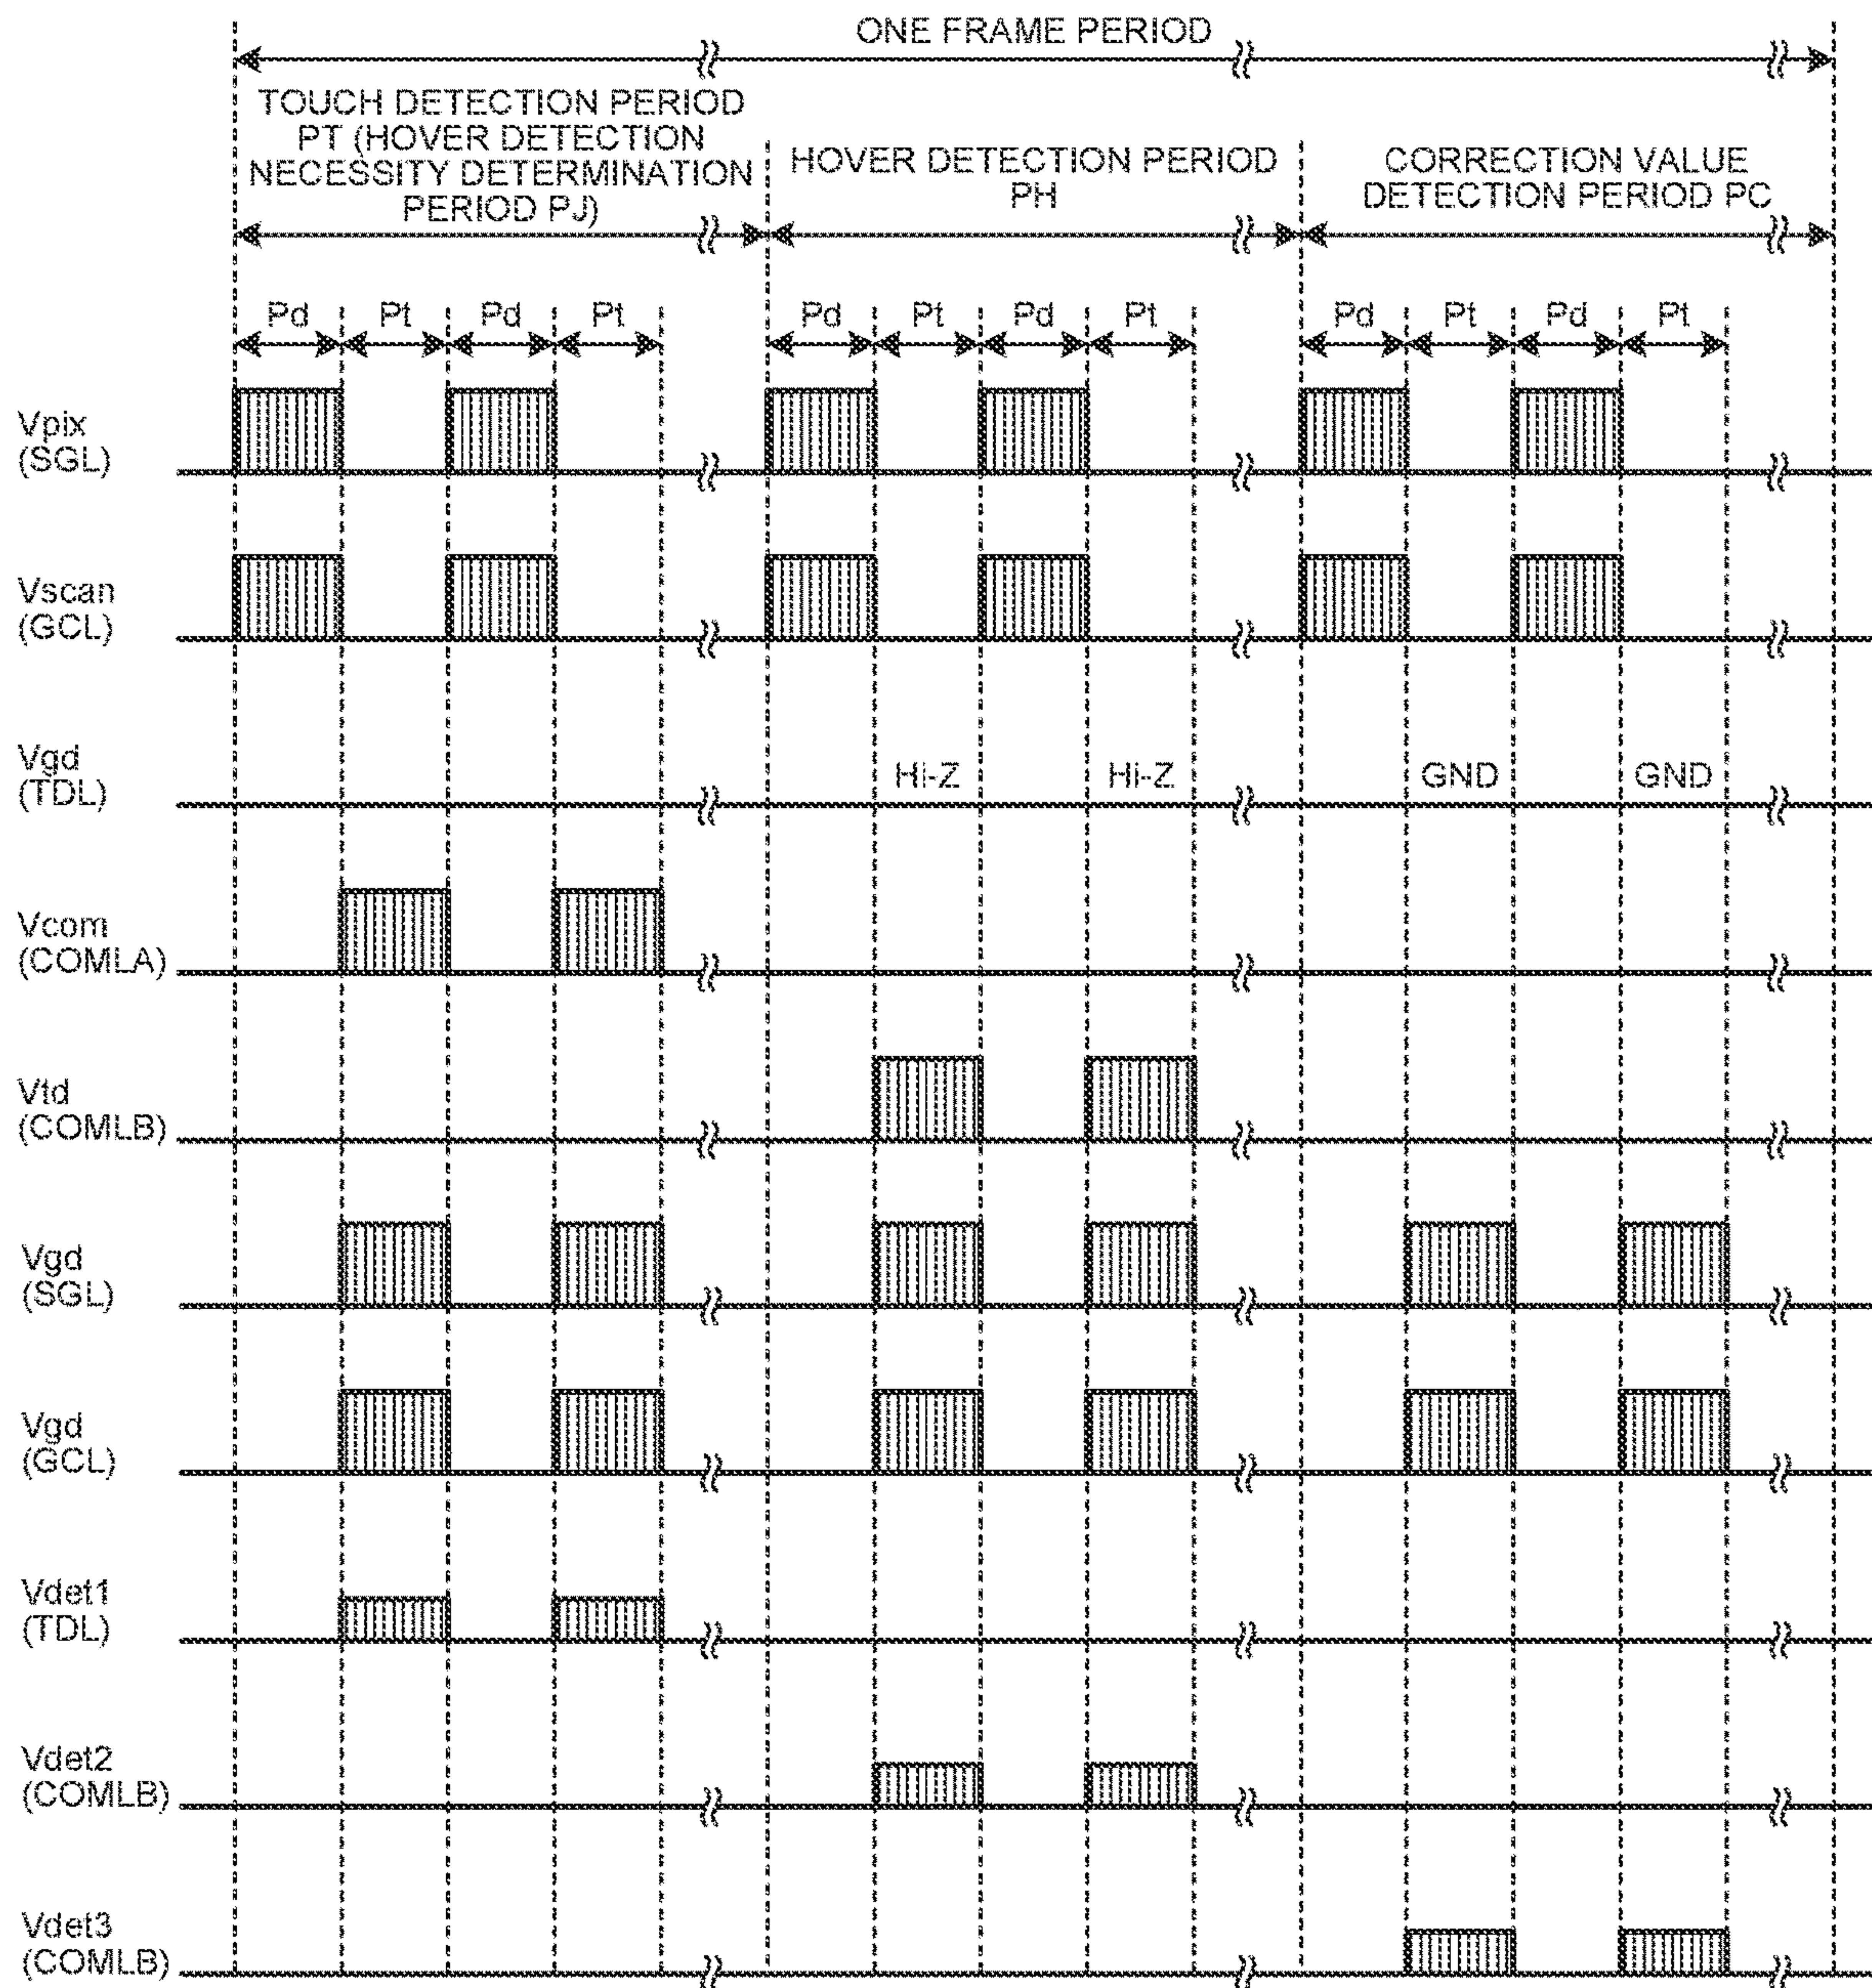 ONE FRAME PERIOD
TOUCH DETECTION PERIOD
PT (HOVER DETECTION
NECESSITY DETERMINATION
PERIOD PJ)
HOVER DETECTION PERIOD
PH
CORRECTION VALUE
DETECTION PERIOD PC
Pd Pt Pd Pt Pd Pt Pd Pt Pd Pt Pd Pt
Vpix
(SGL)
Vscan
(GCL)
Vgd
(TDL)
Hi-Z Hi-Z GND GND
Vcom
(COMLA)
Vtd
(COMLB)
Vgd
(SGL)
Vgd
(GCL)
Vdet1
(TDL)
Vdet2
(COMLB)
Vdet3
(COMLB)